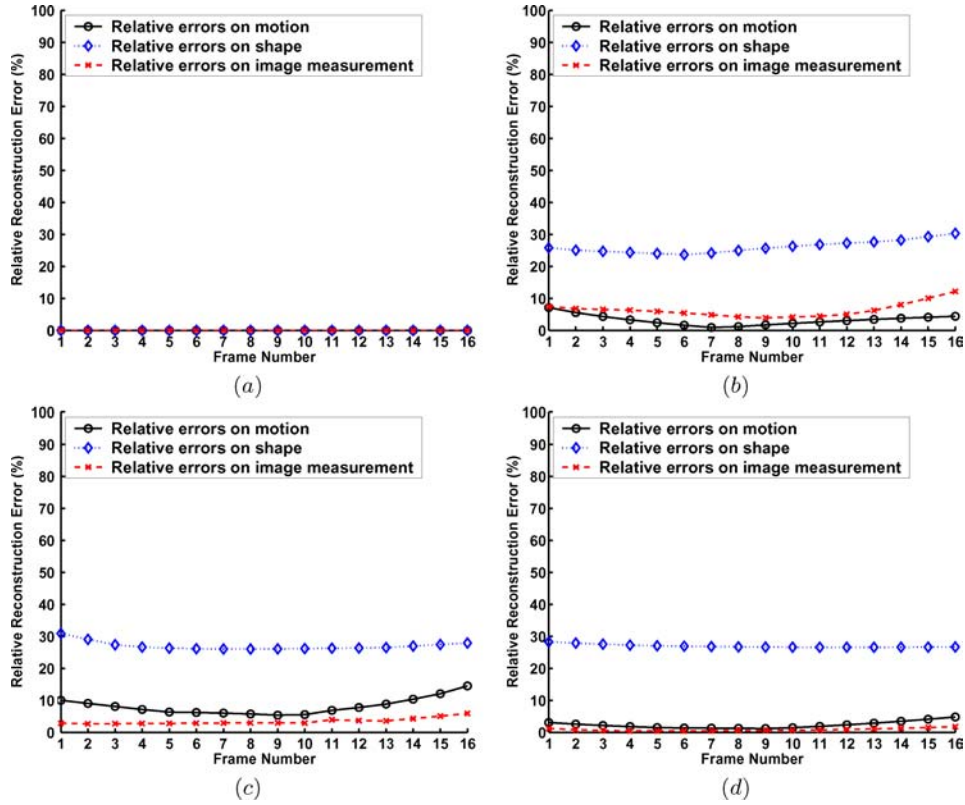 Relative Reconstruction Error (%)
100
90
80
70
60
50
40
30
20
10
0
Relative errors on motion
Relative errors on shape
Relative errors on image measurement
1 2 3 4 5 6 7 8 9 10 11 12 13 14 15 16
Frame Number
(a)
Relative Reconstruction Error (%)
100
90
80
70
60
50
40
30
20
10
0
Relative errors on motion
Relative errors on shape
Relative errors on image measurement
1 2 3 4 5 6 7 8 9 10 11 12 13 14 15 16
Frame Number
(b)
Relative Reconstruction Error (%)
100
90
80
70
60
50
40
30
20
10
0
Relative errors on motion
Relative errors on shape
Relative errors on image measurement
1 2 3 4 5 6 7 8 9 10 11 12 13 14 15 16
Frame Number
(c)
Relative Reconstruction Error (%)
100
90
80
70
60
50
40
30
20
10
0
Relative errors on motion
Relative errors on shape
Relative errors on image measurement
1 2 3 4 5 6 7 8 9 10 11 12 13 14 15 16
Frame Number
(d)